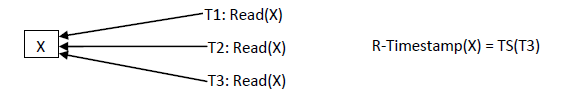 T1: Read(X)
X
T2: Read(X)
R-Timestamp(X) = TS(T3)
T3: Read(X)